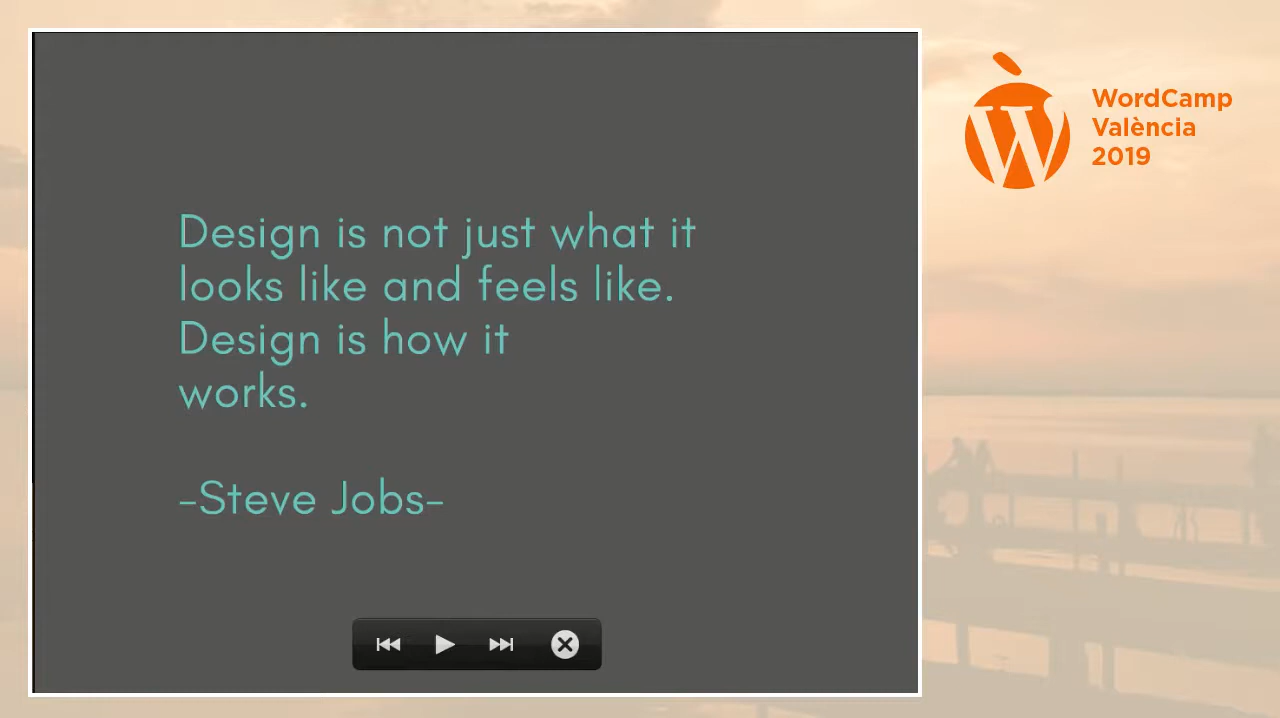 Design is not just what it
looks like and feels like.
Design is how it
works.
-Steve Jobs-
WordCamp
València
2019